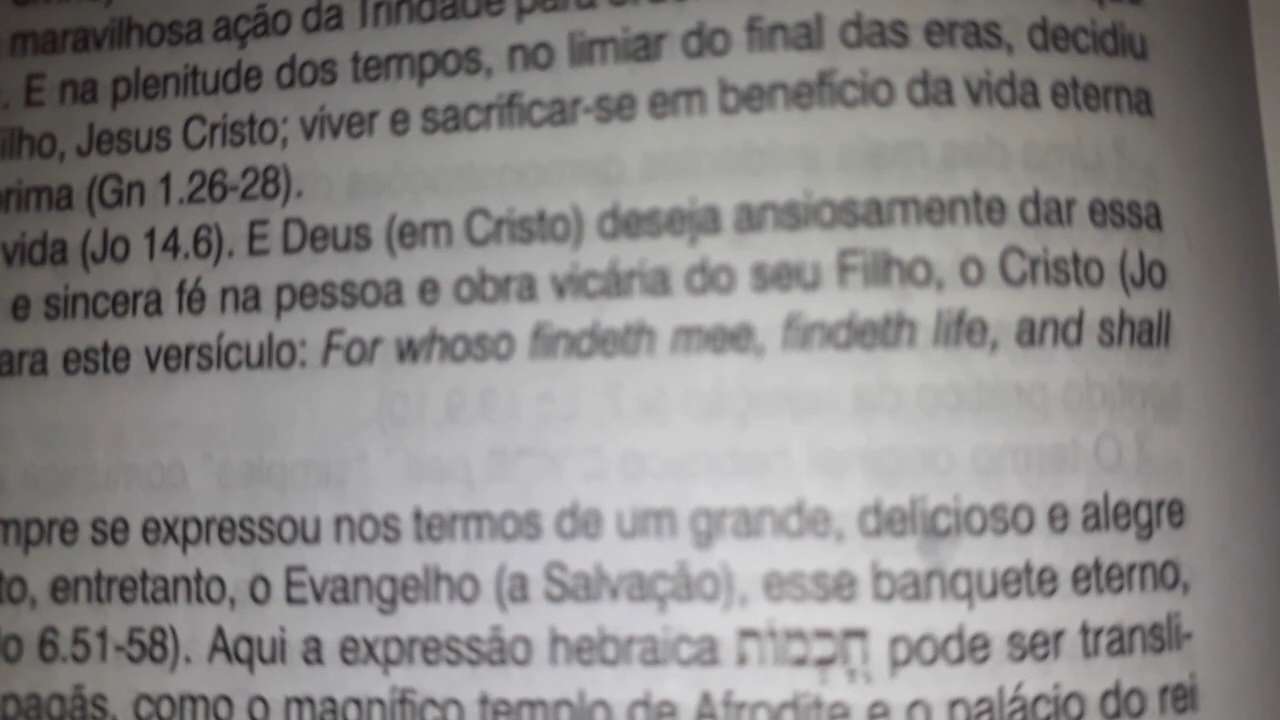 maravilhosa ação da Trindade
. E na plenitude dos tempos, no limiar do final das eras, decidiu
ilho, Jesus Cristo; viver e sacrificar-se em benefício da vida eterna
prima (Gn 1.26-28).
vida (Jo 14.6). E Deus (em Cristo) deseja ansiosamente dar essa
e sincera fé na pessoa e obra vicária do seu Filho, o Cristo (Jo
ara este versículo: For whoso findeth mee, findeth life, and shall
mpre se expressou nos termos de um grande, delicioso e alegre
to, entretanto, o Evangelho (a Salvação), esse banquete eterno,
o 6.51-58). Aqui a expressão hebraica חָכְמוֹת pode ser transli-
pagãs, como o magnífico templo de Afrodite e o palácio do rei